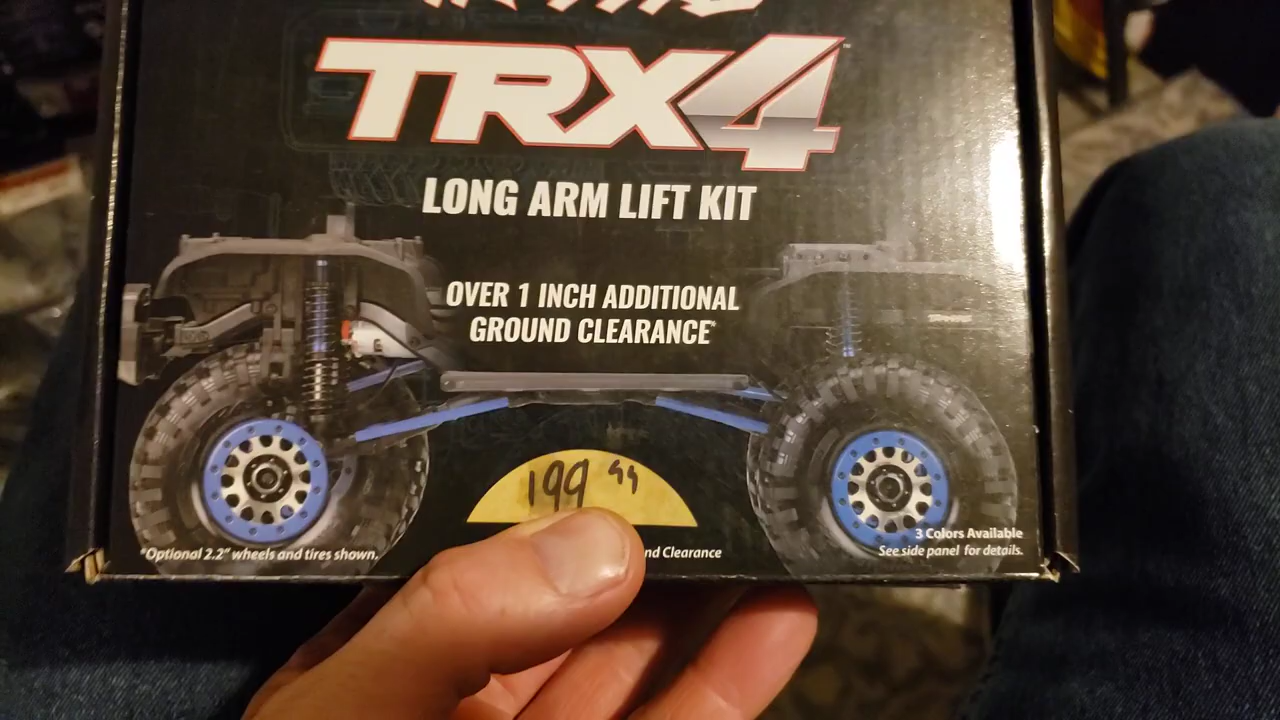 TRX4
LONG ARM LIFT KIT
OVER 1 INCH ADDITIONAL
GROUND CLEARANCE*
199 99
3 Colors Available
*Optional 2.2" wheels and tires shown.
nd Clearance
See side panel for details.